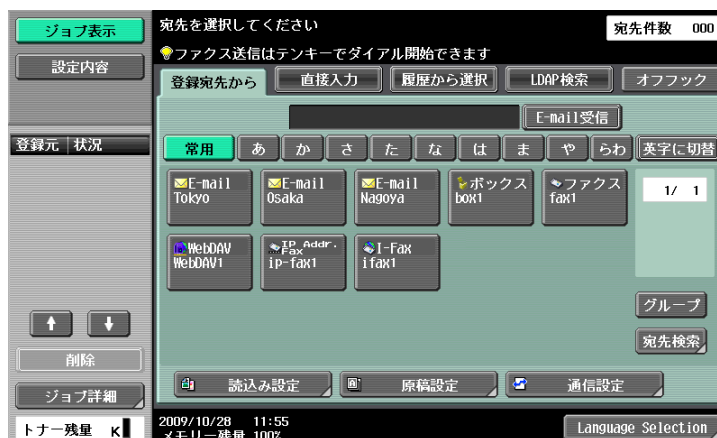 ジョブ表示
設定内容
登録元 状況
削除
ジョブ詳細
トナー残量 K
宛先を選択してください
宛先件数 000
ファクス送信はテンキーでダイアル開始できます
登録宛先から 直接入力 履歴から選択 LDAP検索 オフフック
E-mail受信
常用 あ か さ た な は ま や らわ 英字に切替
E-mail
Tokyo
E-mail
Osaka
E-mail
Nagoya
ボックス
box1
ファクス
fax1
1/ 1
WebDAV
WebDAV1
IP Addr.
Fax
ip-fax1
I-Fax
ifax1
グループ
宛先検索
読込み設定 原稿設定 通信設定
2009/10/28 11:55
メモリー残量 100%
Language Selection